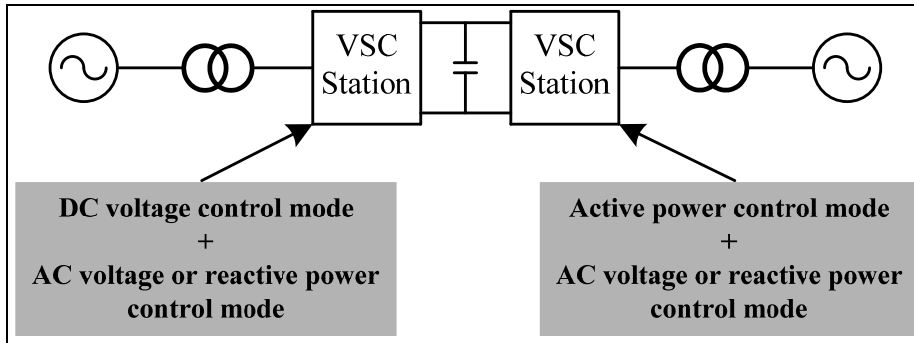 VSC
Station
VSC
Station
DC voltage control mode
+
AC voltage or reactive power
control mode
Active power control mode
+
AC voltage or reactive power
control mode